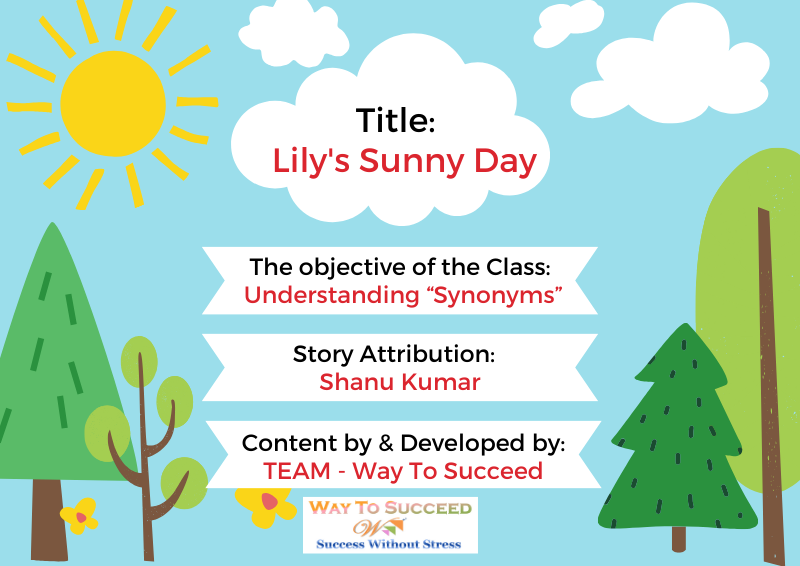 Title:
Lily's Sunny Day
The objective of the Class:
Understanding “Synonyms”
Story Attribution:
Shanu Kumar
Content by & Developed by:
TEAM - Way To Succeed
WAY TO SUCCEED
Success Without Stress